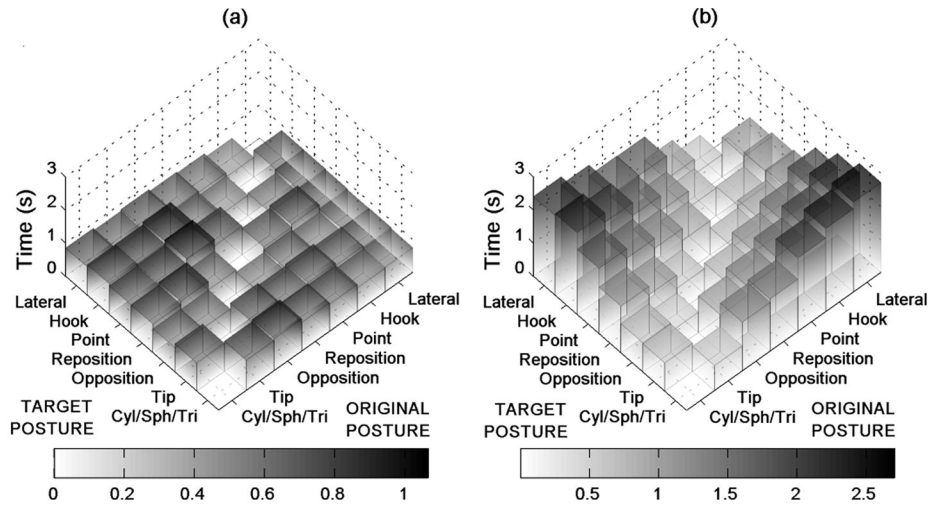 (a)
3
2
1
0
Time (s)
Lateral
Hook
Point
Reposition
Opposition
Tip
Cyl/Sph/Tri
TARGET
POSTURE
Lateral
Hook
Point
Reposition
Opposition
Tip
Cyl/Sph/Tri
ORIGINAL
POSTURE
0 0.2 0.4 0.6 0.8 1
(b)
3
2
1
0
Time (s)
Lateral
Hook
Point
Reposition
Opposition
Tip
Cyl/Sph/Tri
TARGET
POSTURE
Lateral
Hook
Point
Reposition
Opposition
Tip
Cyl/Sph/Tri
ORIGINAL
POSTURE
0.5 1 1.5 2 2.5